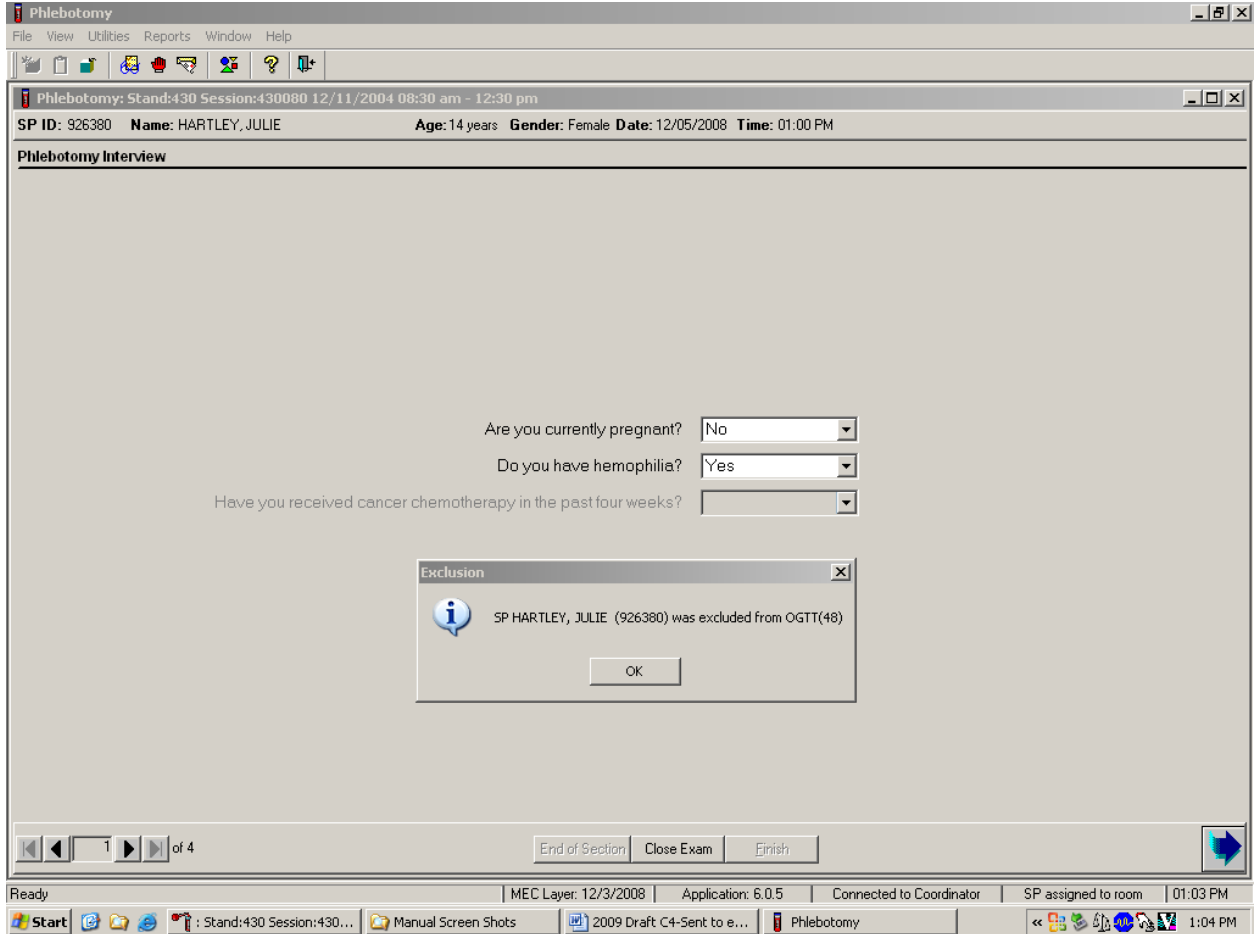 Phlebotomy
File View Utilities Reports Window Help
Phlebotomy: Stand:430 Session:430080 12/11/2004 08:30 am - 12:30 pm
SP ID: 926380 Name: HARTLEY, JULIE Age: 14 years Gender: Female Date: 12/05/2008 Time: 01:00 PM
Phlebotomy Interview
Are you currently pregnant? No
Do you have hemophilia? Yes
Have you received cancer chemotherapy in the past four weeks?
Exclusion
SP HARTLEY, JULIE (926380) was excluded from OGTT(48)
OK
1 of 4 End of Section Close Exam Finish
Ready MEC Layer: 12/3/2008 Application: 6.0.5 Connected to Coordinator SP assigned to room 01:03 PM
Start : Stand:430 Session:430... Manual Screen Shots 2009 Draft C4-Sent to e... Phlebotomy 1:04 PM